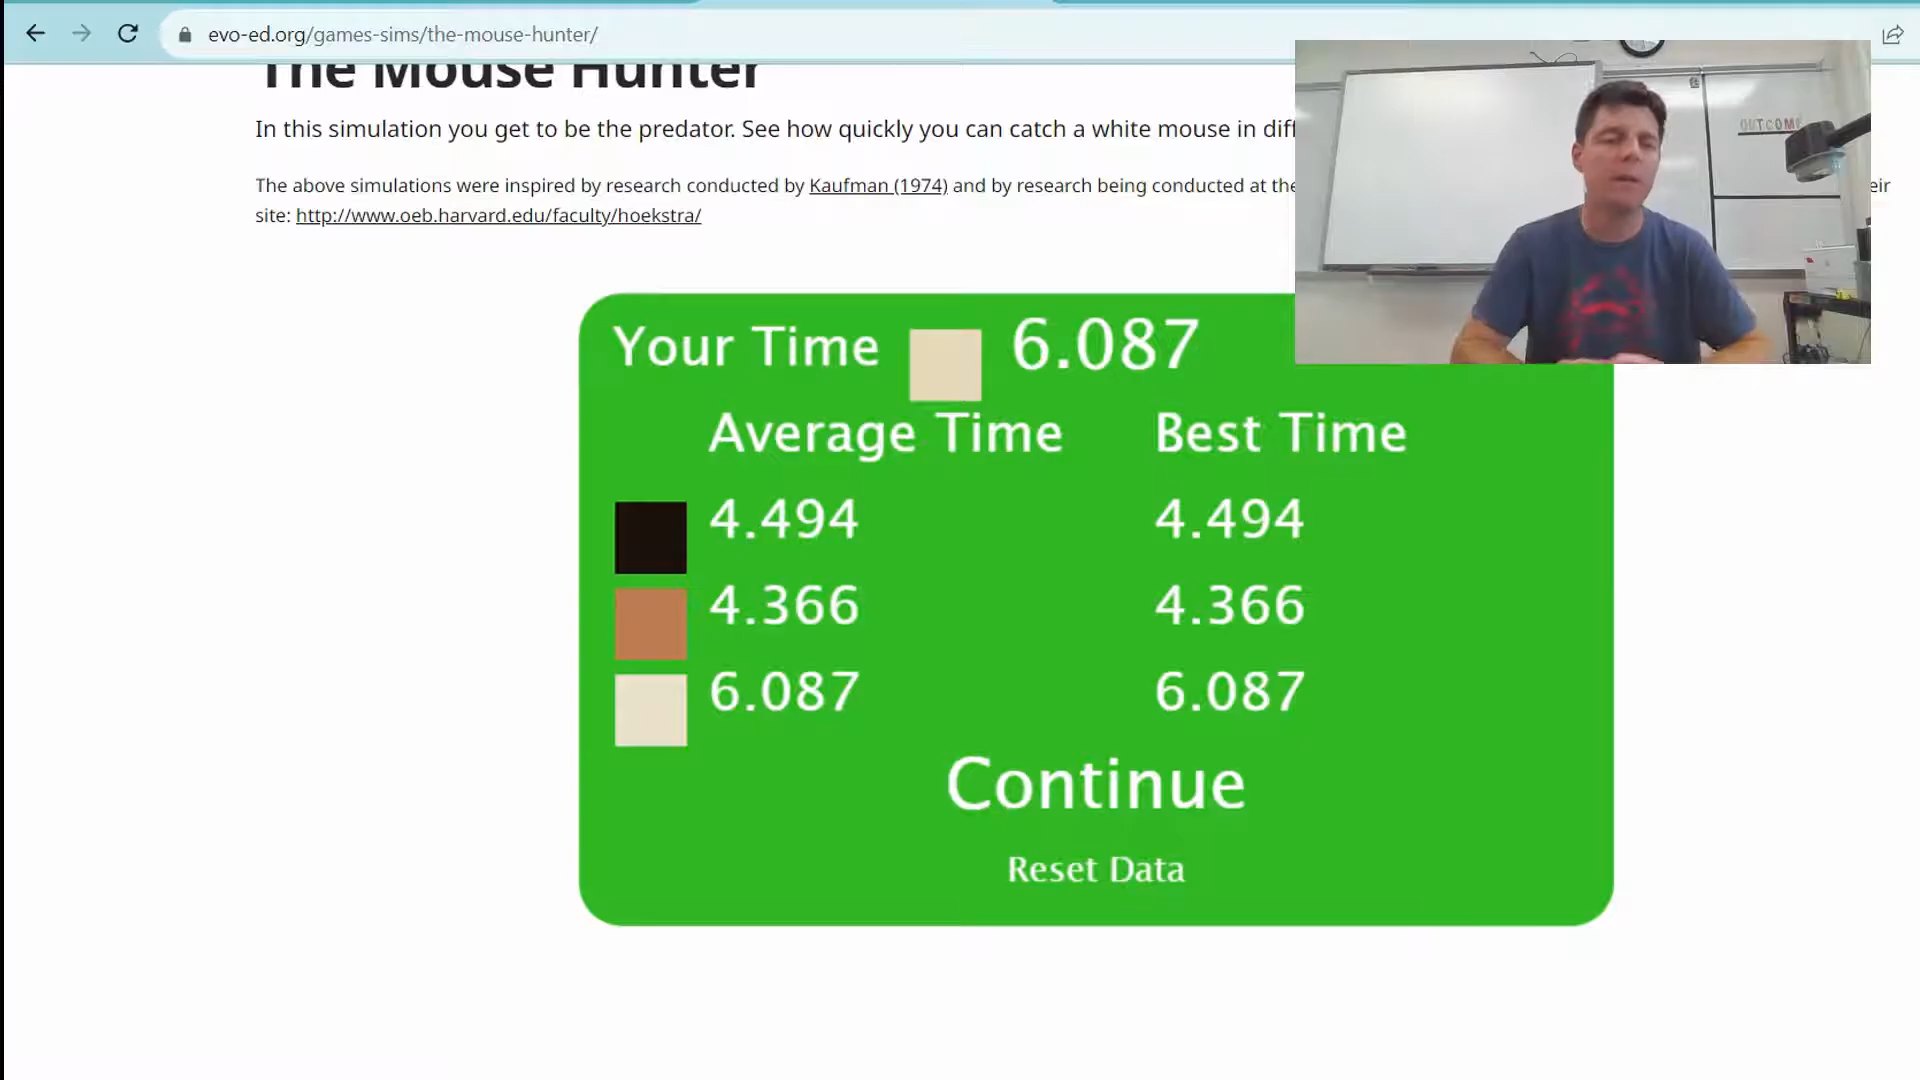 evo-ed.org/games-sims/the-mouse-hunter/
The Mouse Hunter
In this simulation you get to be the predator. See how quickly you can catch a white mouse in diff
The above simulations were inspired by research conducted by Kaufman (1974) and by research being conducted at the
eir
site: http://www.oeb.harvard.edu/faculty/hoekstra/
OUTCOM
Your Time 6.087
Average Time Best Time
4.494 4.494
4.366 4.366
6.087 6.087
Continue
Reset Data